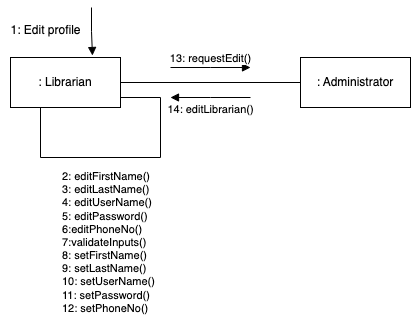 1: Edit profile
13: requestEdit()
: Librarian
: Administrator
14: editLibrarian()
2: editFirstName()
3: editLastName()
4: editUserName()
5: editPassword()
6:editPhoneNo()
7:validateInputs()
8: setFirstName()
9: setLastName()
10: setUserName()
11: setPassword()
12: setPhoneNo()